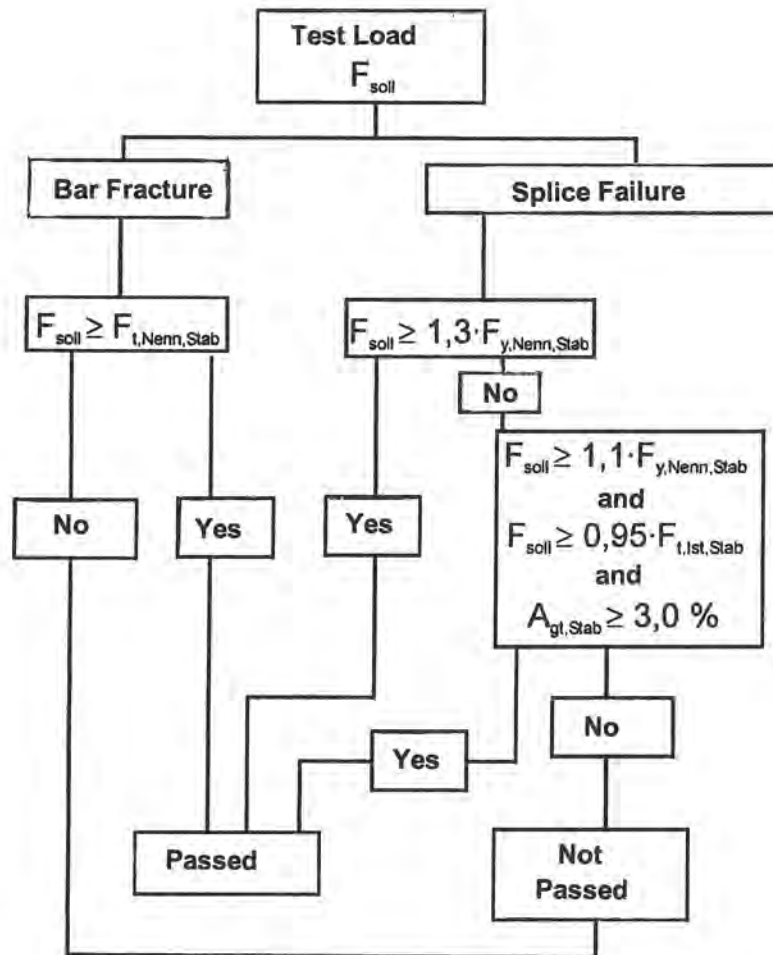 Test Load
F_soll
Bar Fracture
Splice Failure
F_soll ≥ F_t,Nenn,Stab
F_soll ≥ 1,3·F_y,Nenn,Stab
No
F_soll ≥ 1,1·F_y,Nenn,Stab
and
F_soll ≥ 0,95·F_t,Ist,Stab
and
A_gt,Stab ≥ 3,0 %
No
Yes
Yes
No
Yes
Passed
Not
Passed